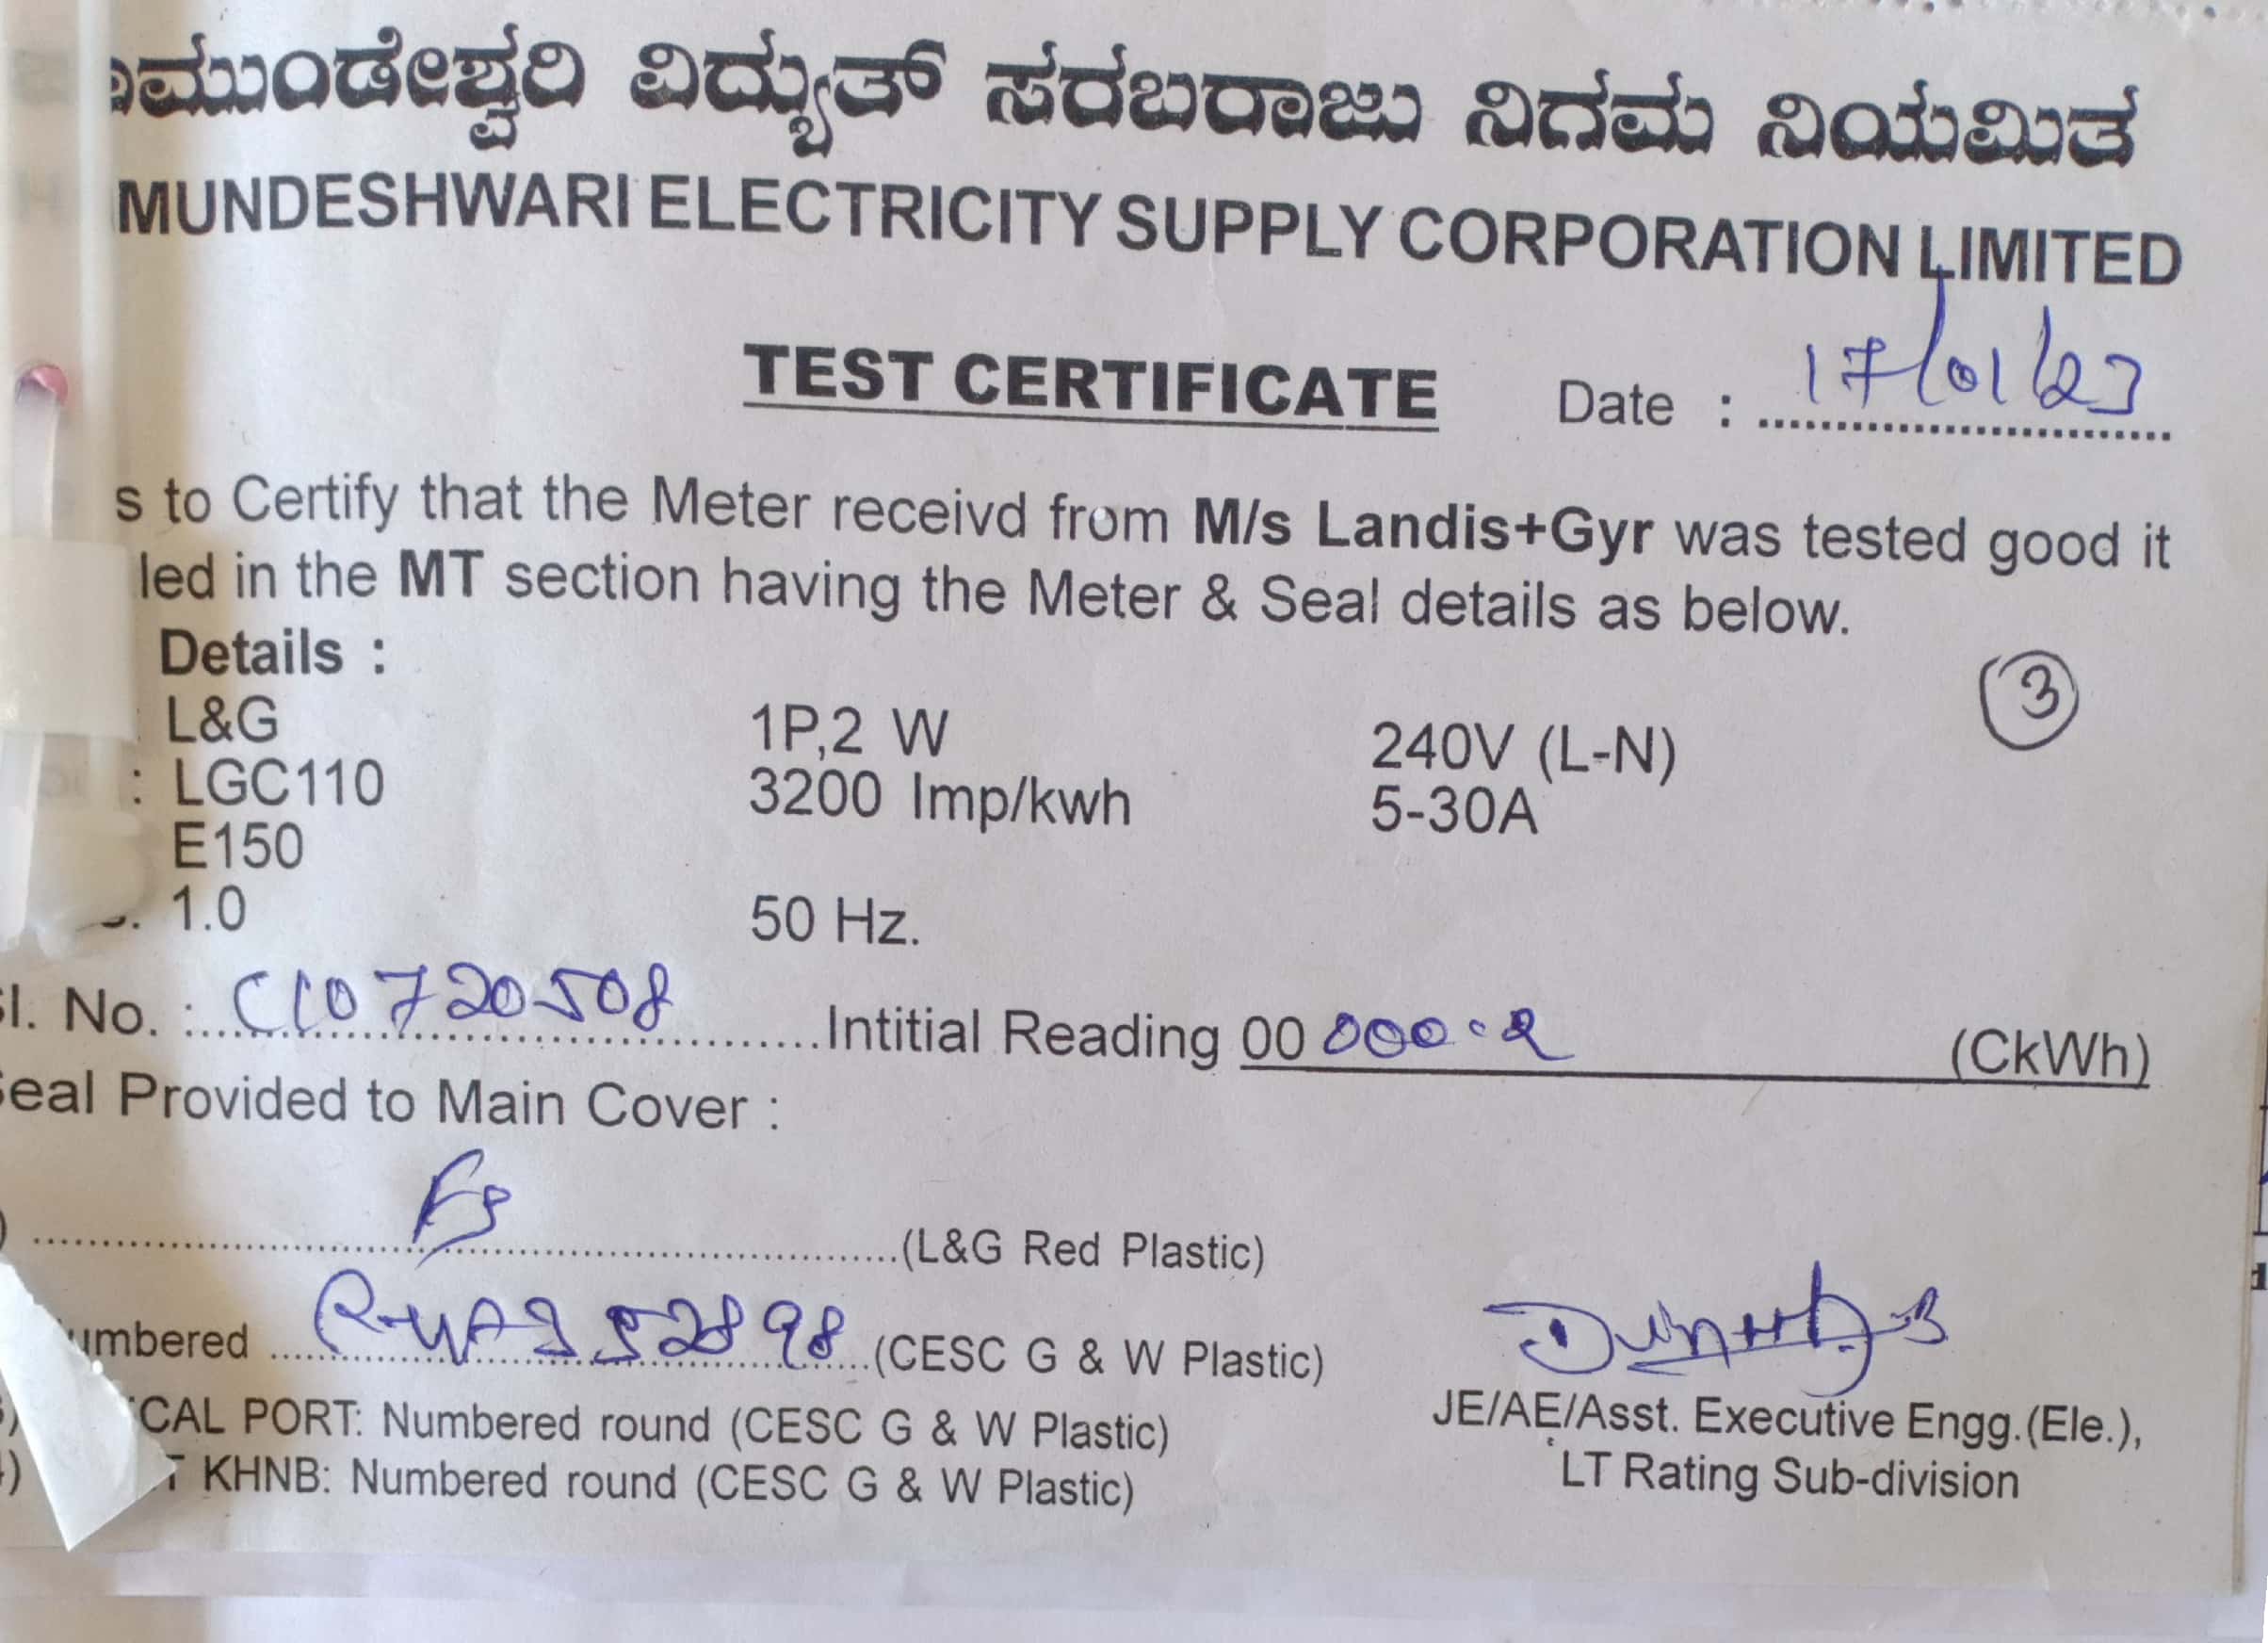 ಾಮುಂಡೇಶ್ವರಿ ವಿದ್ಯುತ್ ಸರಬರಾಜು ನಿಗಮ ನಿಯಮಿತ
MUNDESHWARI ELECTRICITY SUPPLY CORPORATION LIMITED
TEST CERTIFICATE Date : 17/01/23
s to Certify that the Meter receivd from M/s Landis+Gyr was tested good it
led in the MT section having the Meter & Seal details as below.
Details :
3
L&G 1P,2 W 240V (L-N)
: LGC110 3200 Imp/kwh 5-30A
E150
1.0 50 Hz.
Sl. No. : C10720508 Intitial Reading 00 000.2 (CkWh)
Seal Provided to Main Cover :
(L&G Red Plastic)
umbered (CESC G & W Plastic)
CAL PORT: Numbered round (CESC G & W Plastic)
T KHNB: Numbered round (CESC G & W Plastic)
JE/AE/Asst. Executive Engg.(Ele.),
LT Rating Sub-division